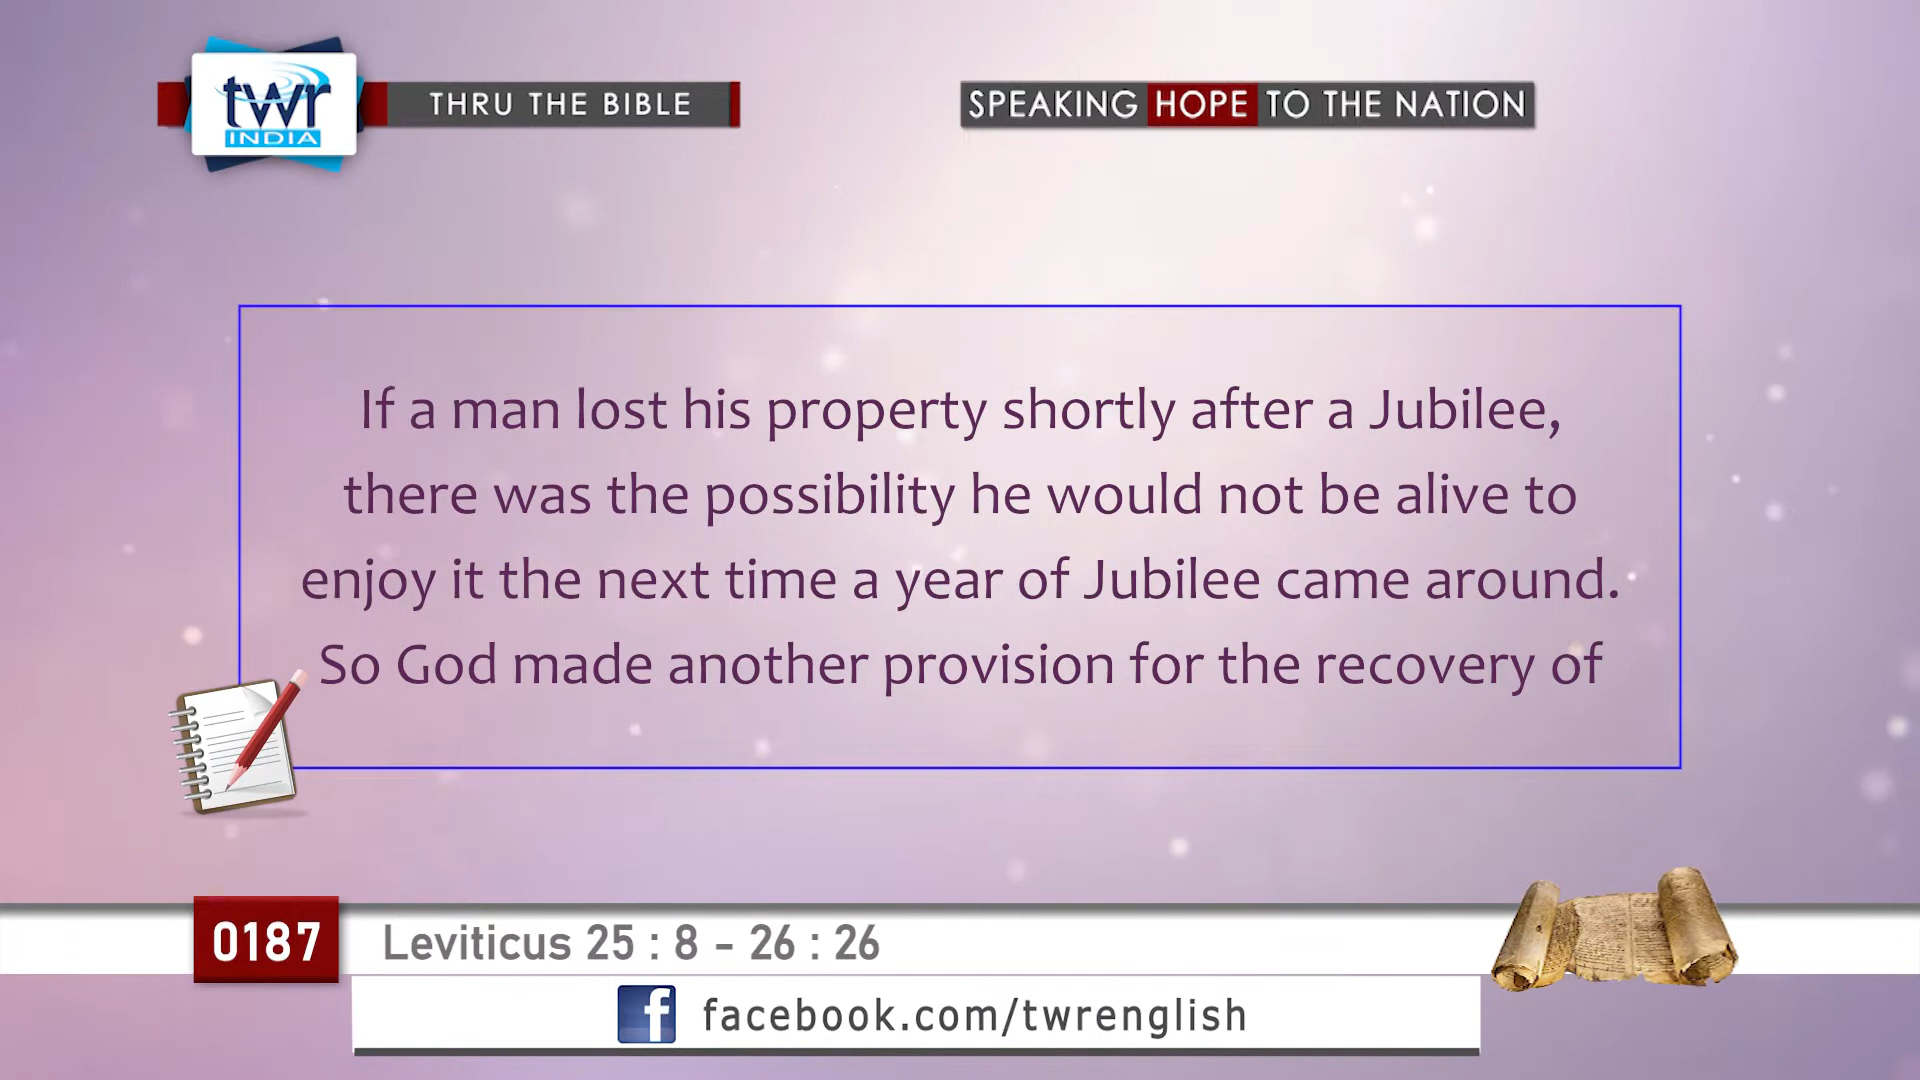 twr
INDIA
THRU THE BIBLE
SPEAKING HOPE TO THE NATION
If a man lost his property shortly after a Jubilee,
there was the possibility he would not be alive to
enjoy it the next time a year of Jubilee came around.
So God made another provision for the recovery of
0187
Leviticus 25 : 8 - 26 : 26
facebook.com/twrenglish